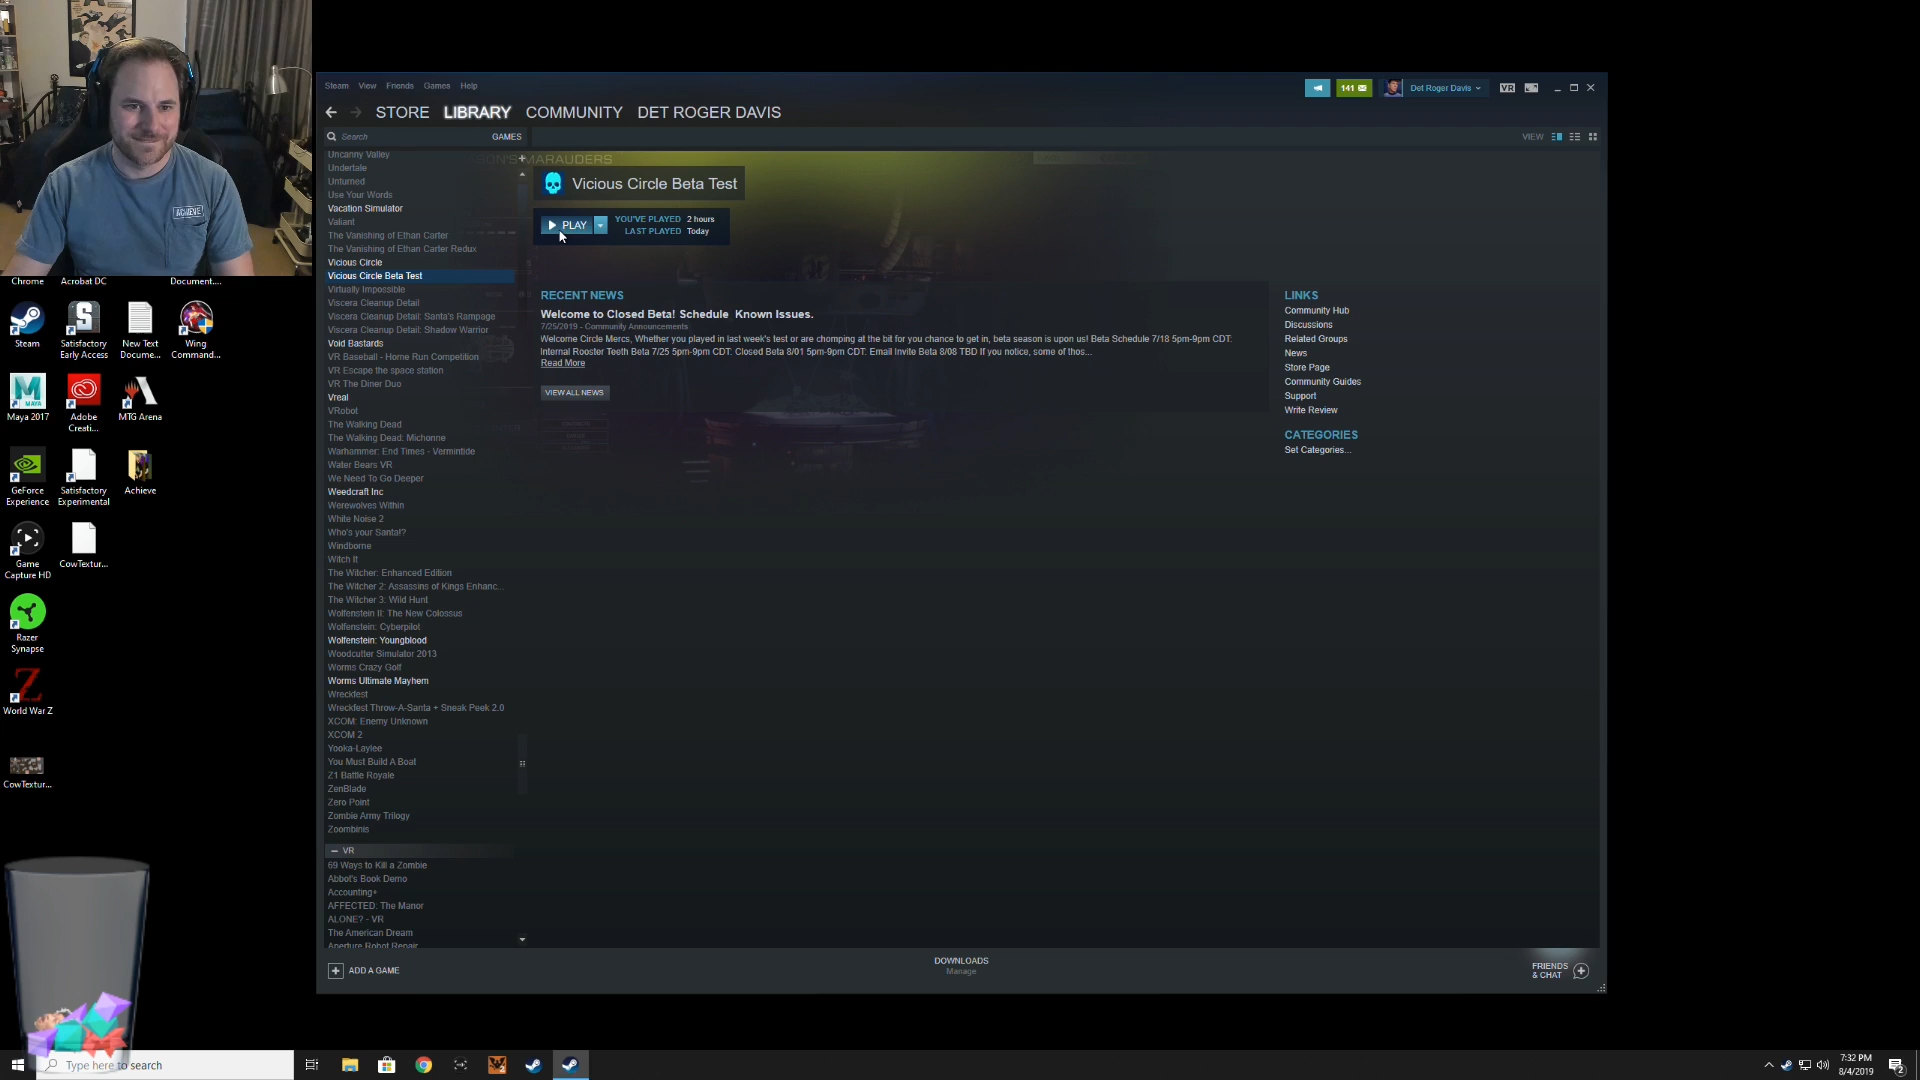 Steam View Friends Games Help
141
Det Roger Davis
VR
STORE LIBRARY COMMUNITY DET ROGER DAVIS
Search
GAMES
VIEW
Uncanny Valley
Undertale
Unturned
Use Your Words
Vacation Simulator
Valiant
The Vanishing of Ethan Carter
The Vanishing of Ethan Carter Redux
Vicious Circle
Vicious Circle Beta Test
Virtually Impossible
Viscera Cleanup Detail
Viscera Cleanup Detail: Santa's Rampage
Viscera Cleanup Detail: Shadow Warrior
Void Bastards
VR Baseball - Home Run Competition
VR Escape the space station
VR The Diner Duo
Vreal
VRobot
The Walking Dead
The Walking Dead: Michonne
Warhammer: End Times - Vermintide
Water Bears VR
We Need To Go Deeper
Weedcraft Inc
Werewolves Within
White Noise 2
Who's your Santa!?
Windborne
Witch It
The Witcher: Enhanced Edition
The Witcher 2: Assassins of Kings Enhanc...
The Witcher 3: Wild Hunt
Wolfenstein II: The New Colossus
Wolfenstein: Cyberpilot
Wolfenstein: Youngblood
Woodcutter Simulator 2013
Worms Crazy Golf
Worms Ultimate Mayhem
Wreckfest
Wreckfest Throw-A-Santa + Sneak Peek 2.0
XCOM: Enemy Unknown
XCOM 2
Yooka-Laylee
You Must Build A Boat
Z1 Battle Royale
ZenBlade
Zero Point
Zombie Army Trilogy
Zoombinis
VR
69 Ways to Kill a Zombie
Abbot's Book Demo
Accounting+
AFFECTED: The Manor
ALONE? - VR
The American Dream
Aperture Robot Repair
ADD A GAME
SON'S MARAUDERS
Vicious Circle Beta Test
PLAY
YOU'VE PLAYED 2 hours
LAST PLAYED Today
RECENT NEWS
Welcome to Closed Beta! Schedule Known Issues.
7/25/2019 - Community Announcements
Welcome Circle Mercs, Whether you played in last week's test or are chomping at the bit for you chance to get in, beta season is upon us! Beta Schedule 7/18 5pm-9pm CDT:
Internal Rooster Teeth Beta 7/25 5pm-9pm CDT: Closed Beta 8/01 5pm-9pm CDT: Email Invite Beta 8/08 TBD If you notice, some of thos...
Read More
VIEW ALL NEWS
LINKS
Community Hub
Discussions
Related Groups
News
Store Page
Community Guides
Support
Write Review
CATEGORIES
Set Categories...
DOWNLOADS
Manage
FRIENDS
& CHAT
ACHIEVE
Chrome
Acrobat DC
Document....
Steam
Satisfactory
Early Access
New Text
Docume...
Wing
Command...
Maya 2017
Adobe
Creati...
MTG Arena
GeForce
Experience
Satisfactory
Experimental
Achieve
Game
Capture HD
CowTextur...
Razer
Synapse
World War Z
CowTextur...
Type here to search
7:32 PM
8/4/2019
2